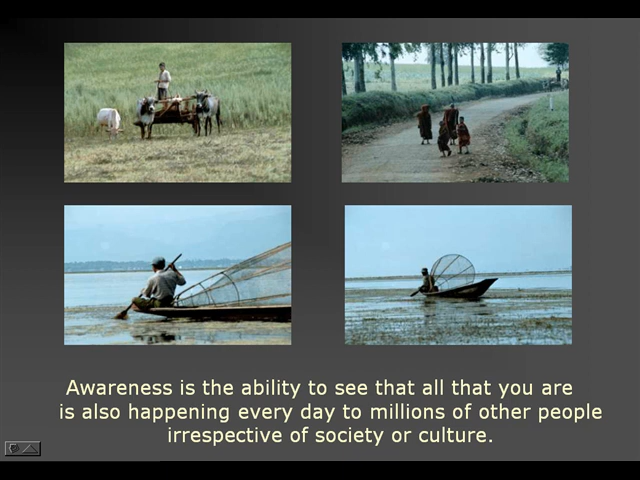 Awareness is the ability to see that all that you are
is also happening every day to millions of other people
irrespective of society or culture.